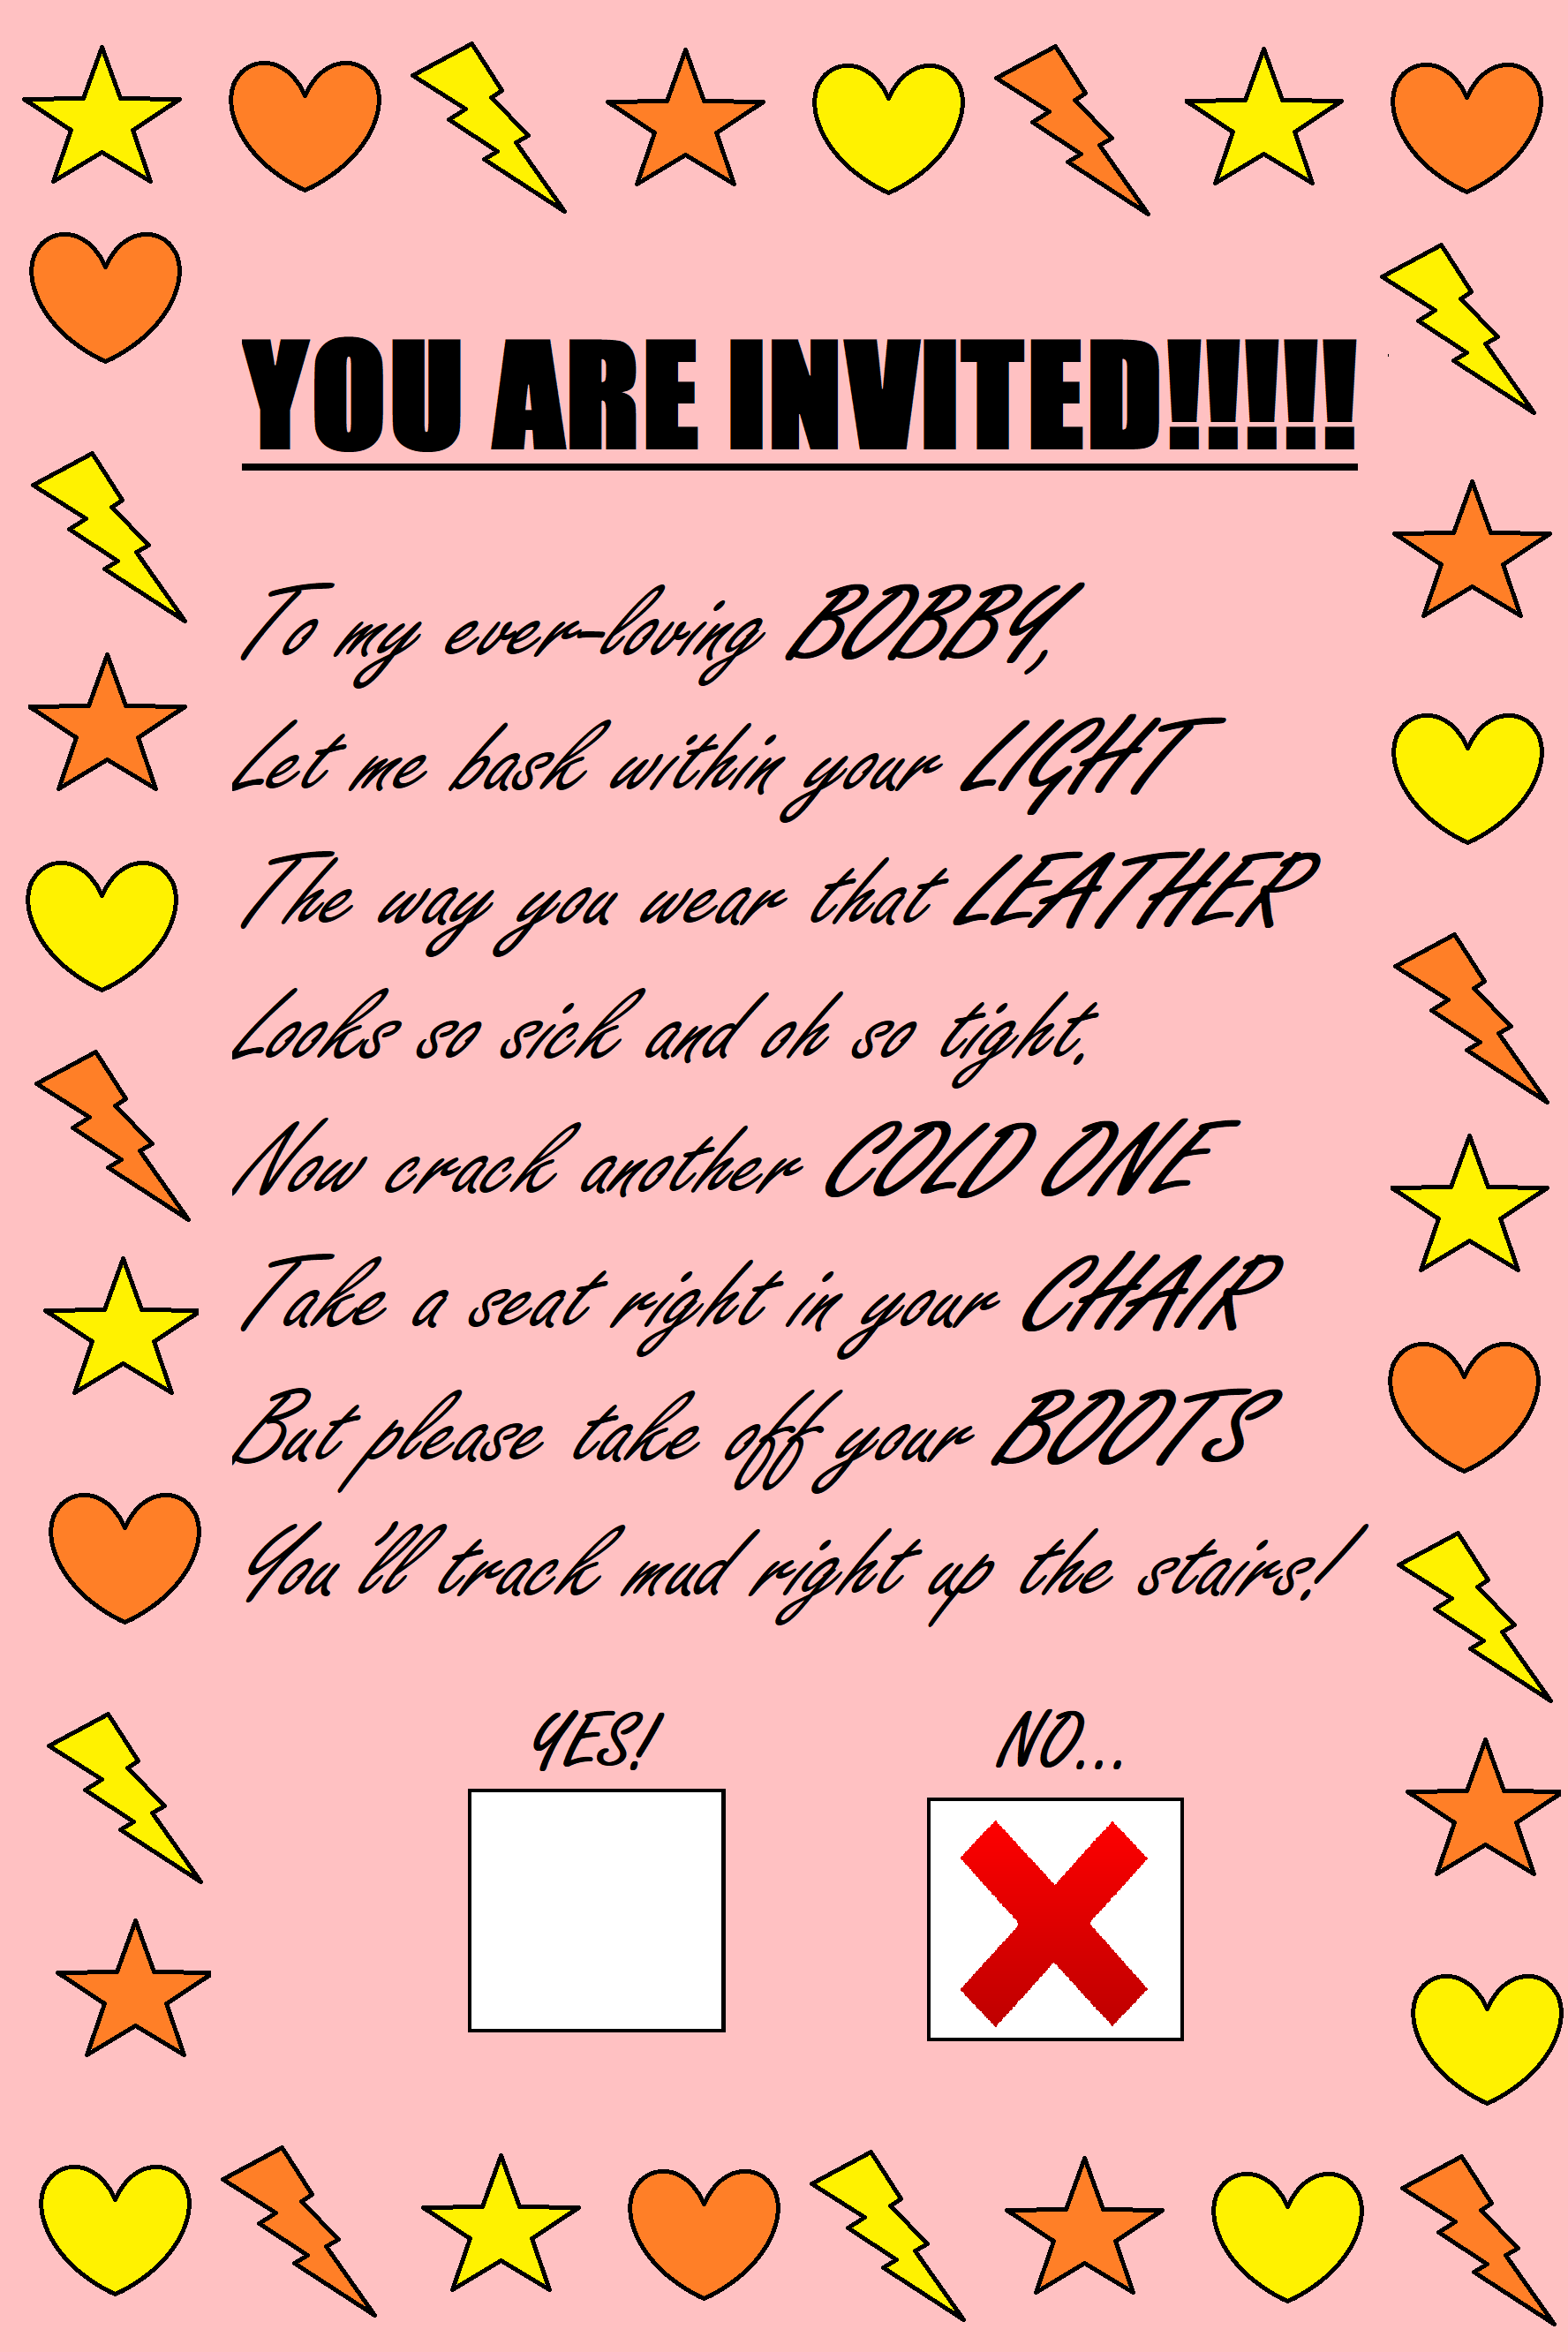 YOU ARE INVITED!!!!!
To my ever-loving BOBBY,
Let me bask within your LIGHT
The way you wear that LEATHER
Looks so sick and oh so tight.
Now crack another COLD ONE
Take a seat right in your CHAIR
But please take off your BOOTS
You'll track mud right up the stairs!
YES! NO...